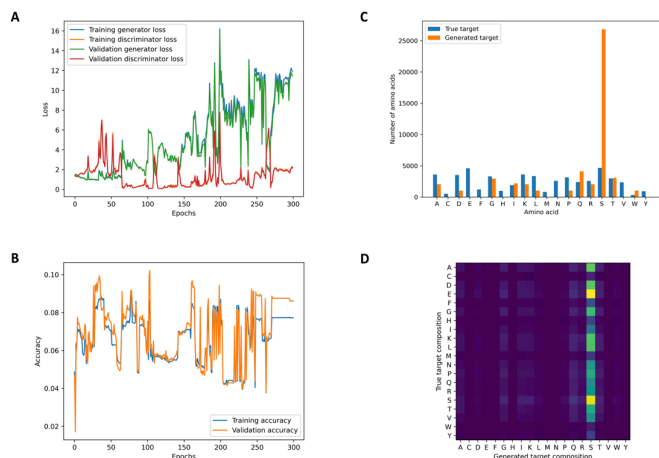 A
Training generator loss
Training discriminator loss
Validation generator loss
Validation discriminator loss
16
14
12
10
8
6
4
2
0
Loss
0 50 100 150 200 250 300
Epochs
B
0.10
0.08
0.06
0.04
0.02
Accuracy
Training accuracy
Validation accuracy
0 50 100 150 200 250 300
Epochs
C
True target
Generated target
25000
20000
15000
10000
5000
0
Number of amino acids
A C D E F G H I K L M N P Q R S T V W Y
Amino acid
D
A
C
D
E
F
G
H
I
K
L
M
N
P
Q
R
S
T
V
W
Y
True target composition
A C D E F G H I K L M N P Q R S T V W Y
Generated target composition